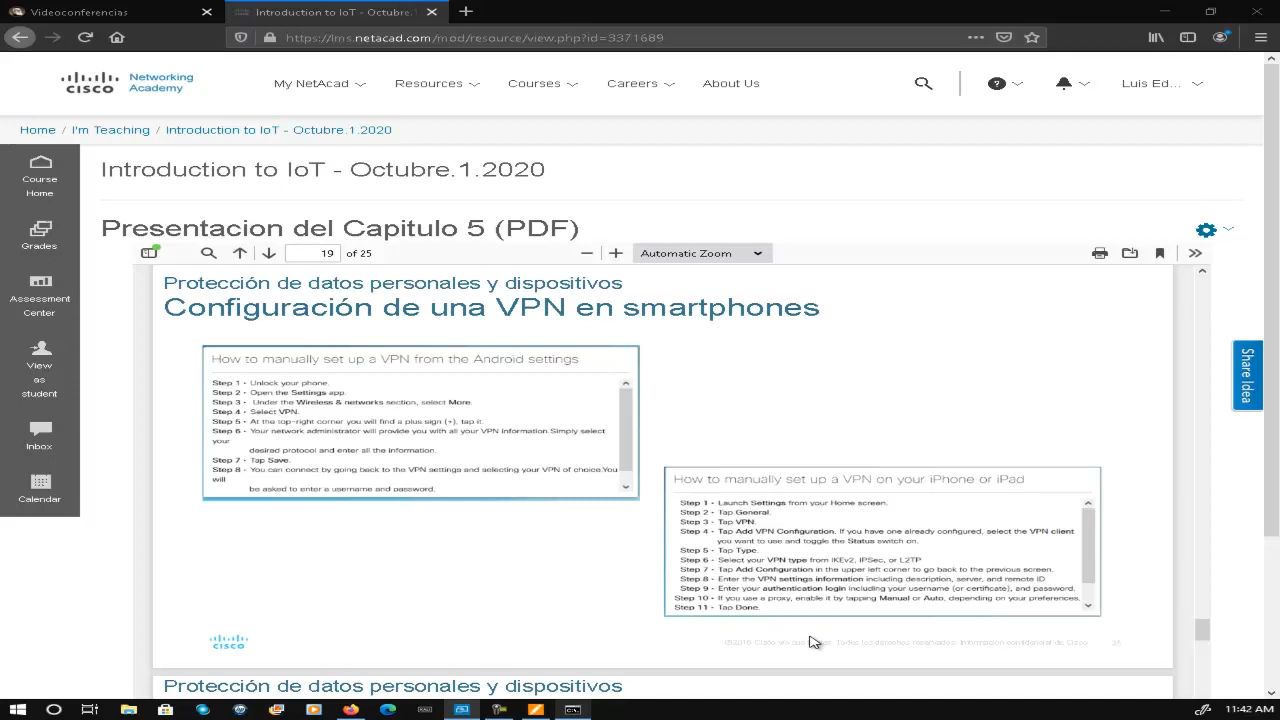 Videoconferencias
Introduction to IoT - Octubre.1
https://lms.netacad.com/mod/resource/view.php?id=3371689
cisco Networking Academy
My NetAcad
Resources
Courses
Careers
About Us
Luis Ed...
Home / I'm Teaching / Introduction to IoT - Octubre.1.2020
Course
Home
Grades
Assessment
Center
View
as
student
Inbox
Calendar
Introduction to IoT - Octubre.1.2020
Presentacion del Capitulo 5 (PDF)
19 of 25
Automatic Zoom
Protección de datos personales y dispositivos
Configuración de una VPN en smartphones
How to manually set up a VPN from the Android settings
Step 1 - Unlock your phone.
Step 2 - Open the Settings app.
Step 3 - Under the Wireless & networks section, select More.
Step 4 - Select VPN.
Step 5 - At the top-right corner you will find a plus sign (+), tap it.
Step 6 - Your network administrator will provide you with all your VPN information.Simply select
your
desired protocol and enter all the information.
Step 7 - Tap Save.
Step 8 - You can connect by going back to the VPN settings and selecting your VPN of choice.You
will
be asked to enter a username and password.
How to manually set up a VPN on your iPhone or iPad
Step 1 - Launch Settings from your Home screen.
Step 2 - Tap General.
Step 3 - Tap VPN.
Step 4 - Tap Add VPN Configuration. If you have one already configured, select the VPN client
you want to use and toggle the Status switch on.
Step 5 - Tap Type.
Step 6 - Select your VPN type from IKEv2, IPSec, or L2TP
Step 7 - Tap Add Configuration in the upper left corner to go back to the previous screen.
Step 8 - Enter the VPN settings information including description, server, and remote ID.
Step 9 - Enter your authentication login including your username (or certificate), and password.
Step 10 - If you use a proxy, enable it by tapping Manual or Auto, depending on your preferences.
Step 11 - Tap Done.
cisco
Todos los derechos reservados. Información confidencial de Cisco
Protección de datos personales y dispositivos
Share Idea
11:42 AM